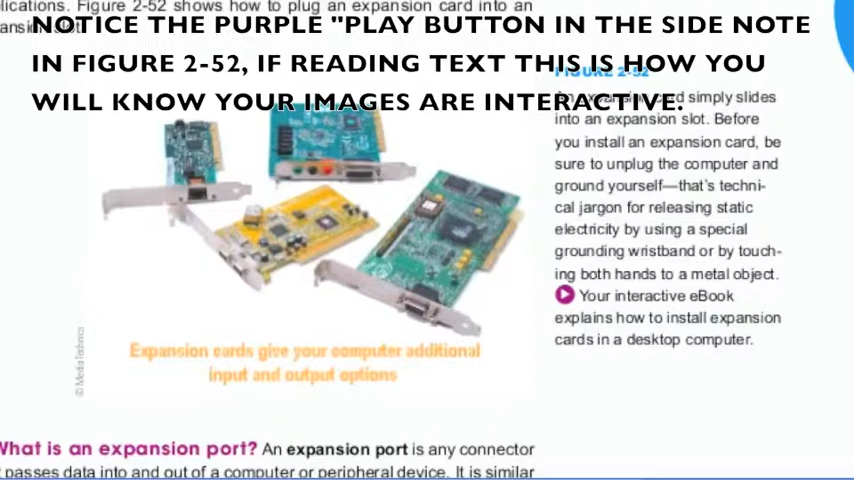 lications. Figure 2-52 shows how to plug an expansion card into an
NOTICE THE PURPLE "PLAY BUTTON IN THE SIDE NOTE
IN FIGURE 2-52, IF READING TEXT THIS IS HOW YOU
WILL KNOW YOUR IMAGES ARE INTERACTIVE.
FIGURE 2-52
An expansion card simply slides
into an expansion slot. Before
you install an expansion card, be
sure to unplug the computer and
ground yourself—that's techni-
cal jargon for releasing static
electricity by using a special
grounding wristband or by touch-
ing both hands to a metal object.
Your interactive eBook
explains how to install expansion
cards in a desktop computer.
© MediaTechnics
Expansion cards give your computer additional
input and output options
What is an expansion port? An expansion port is any connector
t passes data into and out of a computer or peripheral device. It is similar